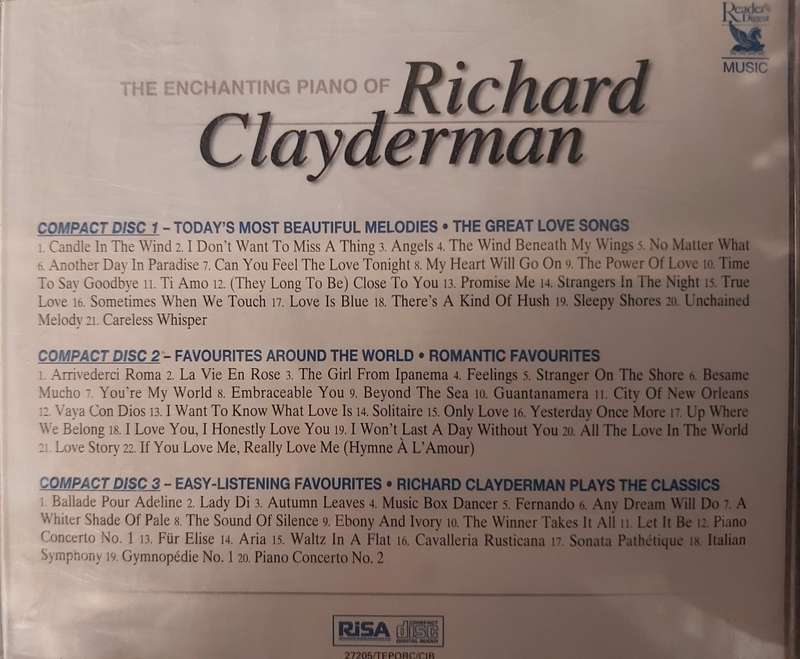 Reader's
Digest
MUSIC
THE ENCHANTING PIANO OF Richard
Clayderman
COMPACT DISC 1 – TODAY'S MOST BEAUTIFUL MELODIES • THE GREAT LOVE SONGS
1. Candle In The Wind 2. I Don't Want To Miss A Thing 3. Angels 4. The Wind Beneath My Wings 5. No Matter What
6. Another Day In Paradise 7. Can You Feel The Love Tonight 8. My Heart Will Go On 9. The Power Of Love 10. Time
To Say Goodbye 11. Ti Amo 12. (They Long To Be) Close To You 13. Promise Me 14. Strangers In The Night 15. True
Love 16. Sometimes When We Touch 17. Love Is Blue 18. There's A Kind Of Hush 19. Sleepy Shores 20. Unchained
Melody 21. Careless Whisper
COMPACT DISC 2 – FAVOURITES AROUND THE WORLD • ROMANTIC FAVOURITES
1. Arrivederci Roma 2. La Vie En Rose 3. The Girl From Ipanema 4. Feelings 5. Stranger On The Shore 6. Besame
Mucho 7. You're My World 8. Embraceable You 9. Beyond The Sea 10. Guantanamera 11. City Of New Orleans
12. Vaya Con Dios 13. I Want To Know What Love Is 14. Solitaire 15. Only Love 16. Yesterday Once More 17. Up Where
We Belong 18. I Love You, I Honestly Love You 19. I Won't Last A Day Without You 20. All The Love In The World
21. Love Story 22. If You Love Me, Really Love Me (Hymne À L'Amour)
COMPACT DISC 3 – EASY-LISTENING FAVOURITES • RICHARD CLAYDERMAN PLAYS THE CLASSICS
1. Ballade Pour Adeline 2. Lady Di 3. Autumn Leaves 4. Music Box Dancer 5. Fernando 6. Any Dream Will Do 7. A
Whiter Shade Of Pale 8. The Sound Of Silence 9. Ebony And Ivory 10. The Winner Takes It All 11. Let It Be 12. Piano
Concerto No. 1 13. Für Elise 14. Aria 15. Waltz In A Flat 16. Cavalleria Rusticana 17. Sonata Pathétique 18. Italian
Symphony 19. Gymnopédie No. 1 20. Piano Concerto No. 2
RiSA COMPACT disc DIGITAL AUDIO
27205/TEPORC/CIR